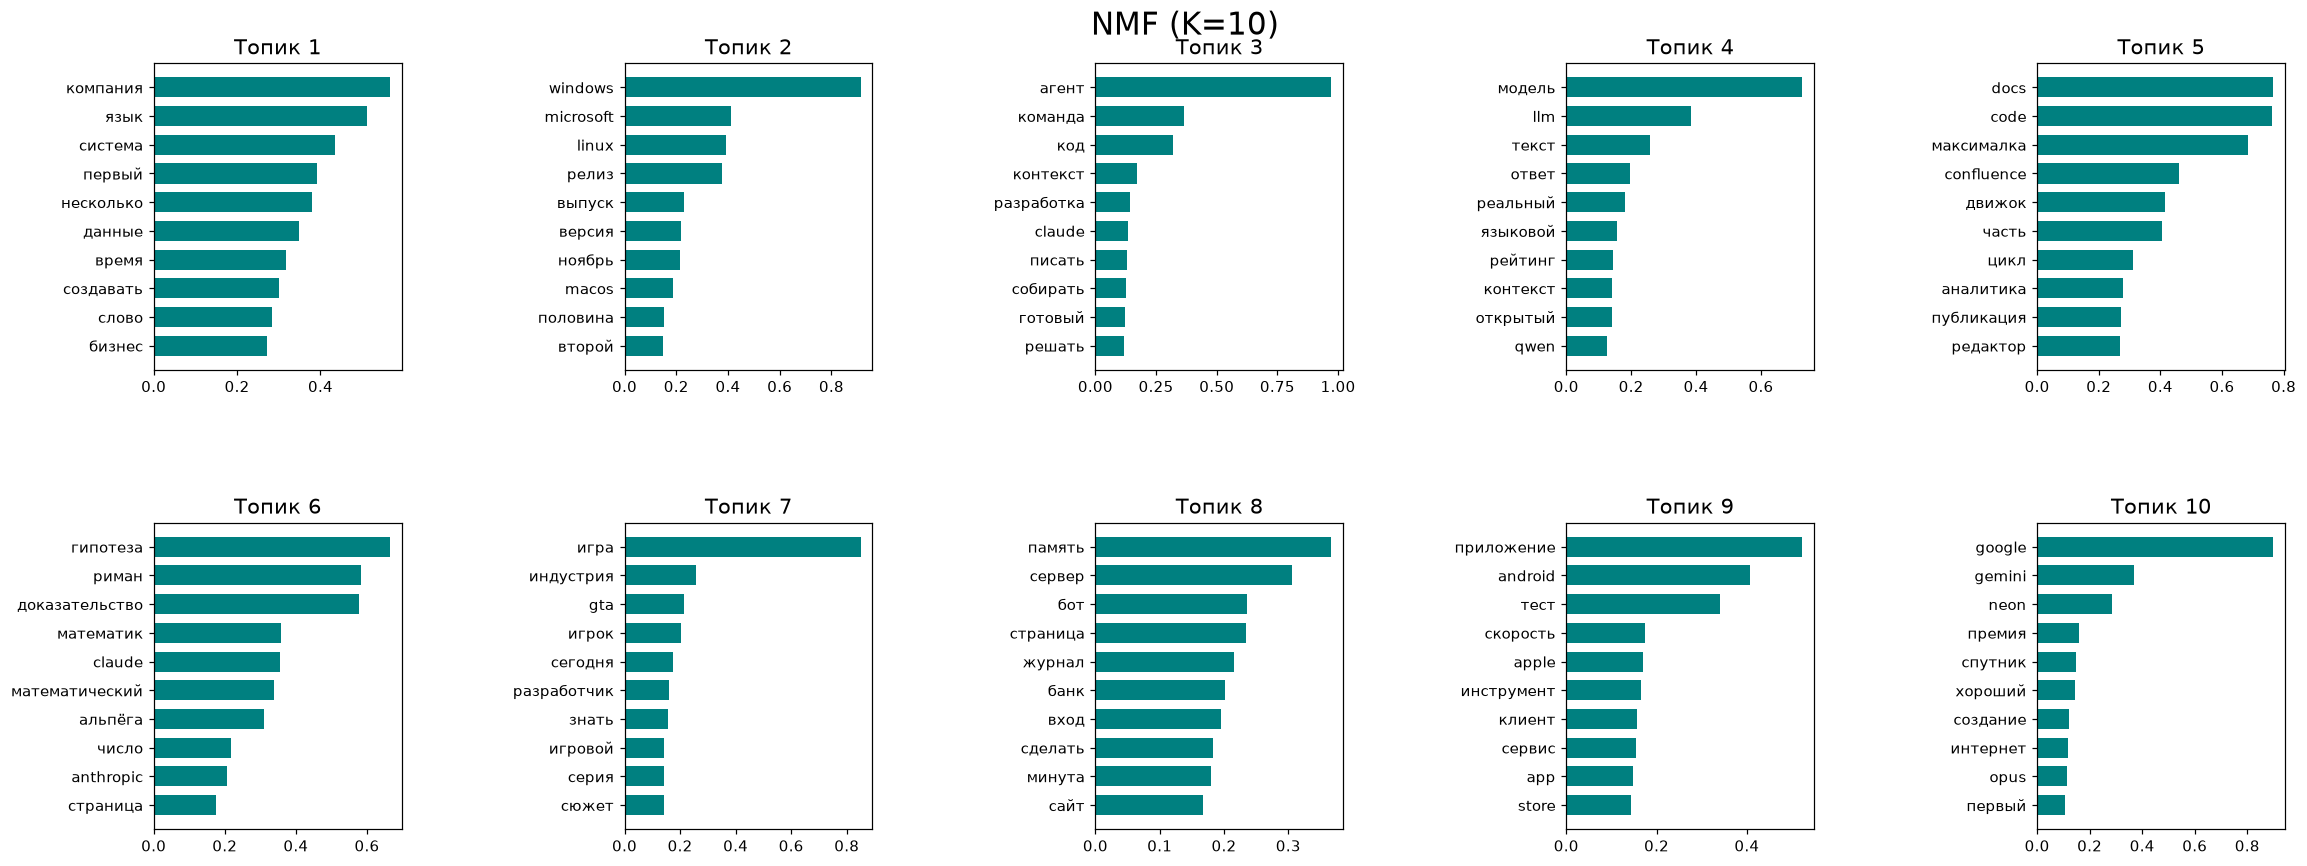 NMF (K=10)
Топик 1
компания
язык
система
первый
несколько
данные
время
создавать
слово
бизнес
0.0 0.2 0.4
Топик 2
windows
microsoft
linux
релиз
выпуск
версия
ноябрь
macos
половина
второй
0.0 0.2 0.4 0.6 0.8
Топик 3
агент
команда
код
контекст
разработка
claude
писать
собирать
готовый
решать
0.00 0.25 0.50 0.75 1.00
Топик 4
модель
llm
текст
ответ
реальный
языковой
рейтинг
контекст
открытый
qwen
0.0 0.2 0.4 0.6
Топик 5
docs
code
максималка
confluence
движок
часть
цикл
аналитика
публикация
редактор
0.0 0.2 0.4 0.6 0.8
Топик 6
гипотеза
риман
доказательство
математик
claude
математический
альпёга
число
anthropic
страница
0.0 0.2 0.4 0.6
Топик 7
игра
индустрия
gta
игрок
сегодня
разработчик
знать
игровой
серия
сюжет
0.0 0.2 0.4 0.6 0.8
Топик 8
память
сервер
бот
страница
журнал
банк
вход
сделать
минута
сайт
0.0 0.1 0.2 0.3
Топик 9
приложение
android
тест
скорость
apple
инструмент
клиент
сервис
app
store
0.0 0.2 0.4
Топик 10
google
gemini
neon
премия
спутник
хороший
создание
интернет
opus
первый
0.0 0.2 0.4 0.6 0.8